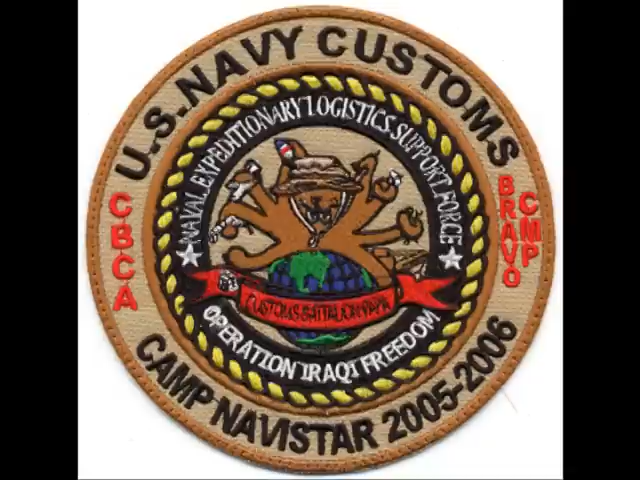 U.S. NAVY CUSTOMS
NAVAL EXPEDITIONARY LOGISTICS SUPPORT FORCE
CBCA
BRAVO
CMP
CUSTOMS BATTALION PAPA
OPERATION IRAQI FREEDOM
CAMP NAVISTAR 2005-2006